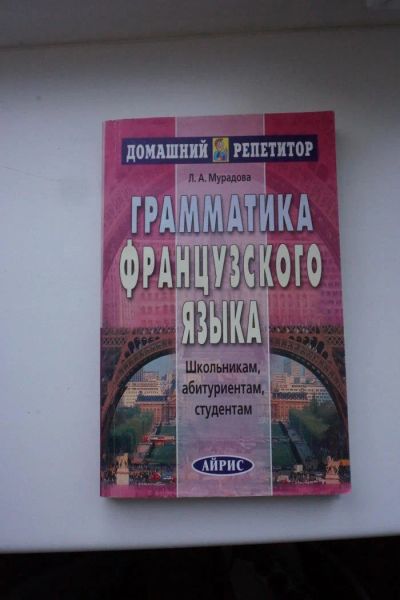 ДОМАШНИЙ РЕПЕТИТОР
Л. А. Мурадова
ГРАММАТИКА
ФРАНЦУЗСКОГО
ЯЗЫКА
Школьникам,
абитуриентам,
студентам
АЙРИС